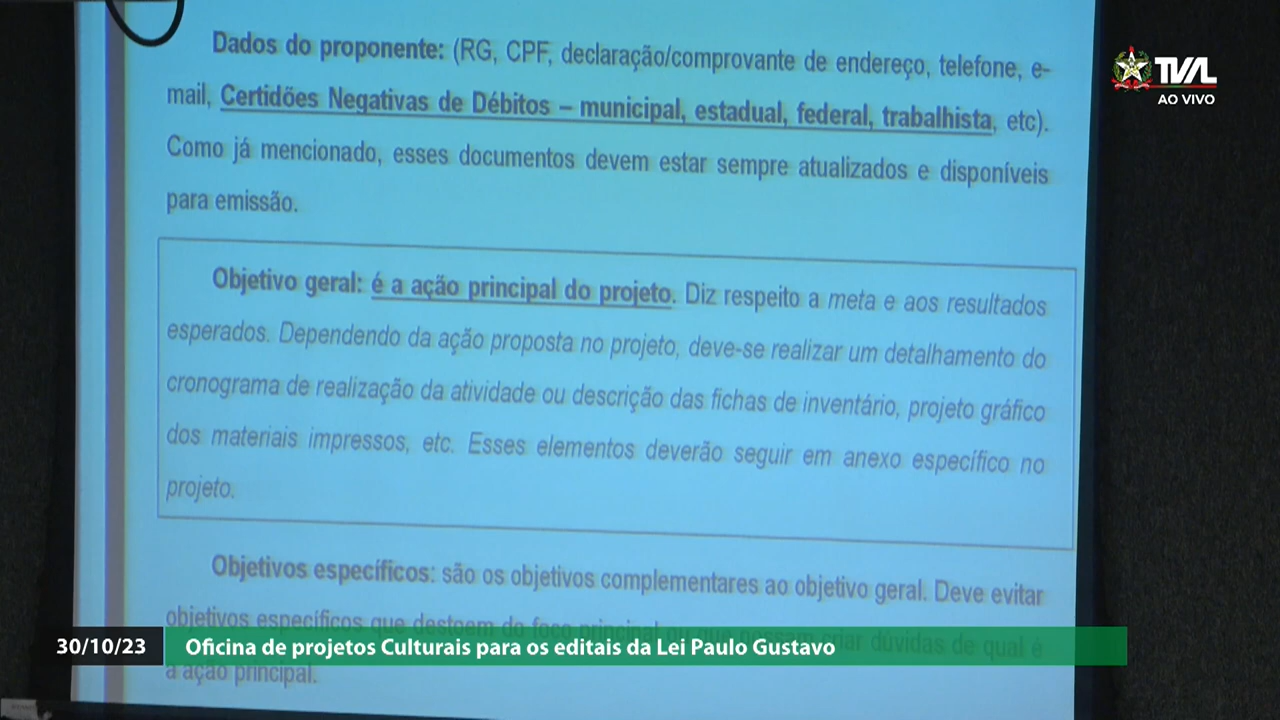 Dados do proponente: (RG, CPF, declaração/comprovante de endereço, telefone, e-
mail, Certidões Negativas de Débitos – municipal, estadual, federal, trabalhista, etc).
Como já mencionado, esses documentos devem estar sempre atualizados e disponíveis
para emissão.
Objetivo geral: é a ação principal do projeto. Diz respeito a meta e aos resultados
esperados. Dependendo da ação proposta no projeto, deve-se realizar um detalhamento do
cronograma de realização da atividade ou descrição das fichas de inventário, projeto gráfico
dos materiais impressos, etc. Esses elementos deverão seguir em anexo específico no
projeto.
Objetivos específicos: são os objetivos complementares ao objetivo geral. Deve evitar
objetivos específicos que destoem do foco principal ou que possam criar dúvidas de qual é
a ação principal.
TVAL
AO VIVO
30/10/23
Oficina de projetos Culturais para os editais da Lei Paulo Gustavo